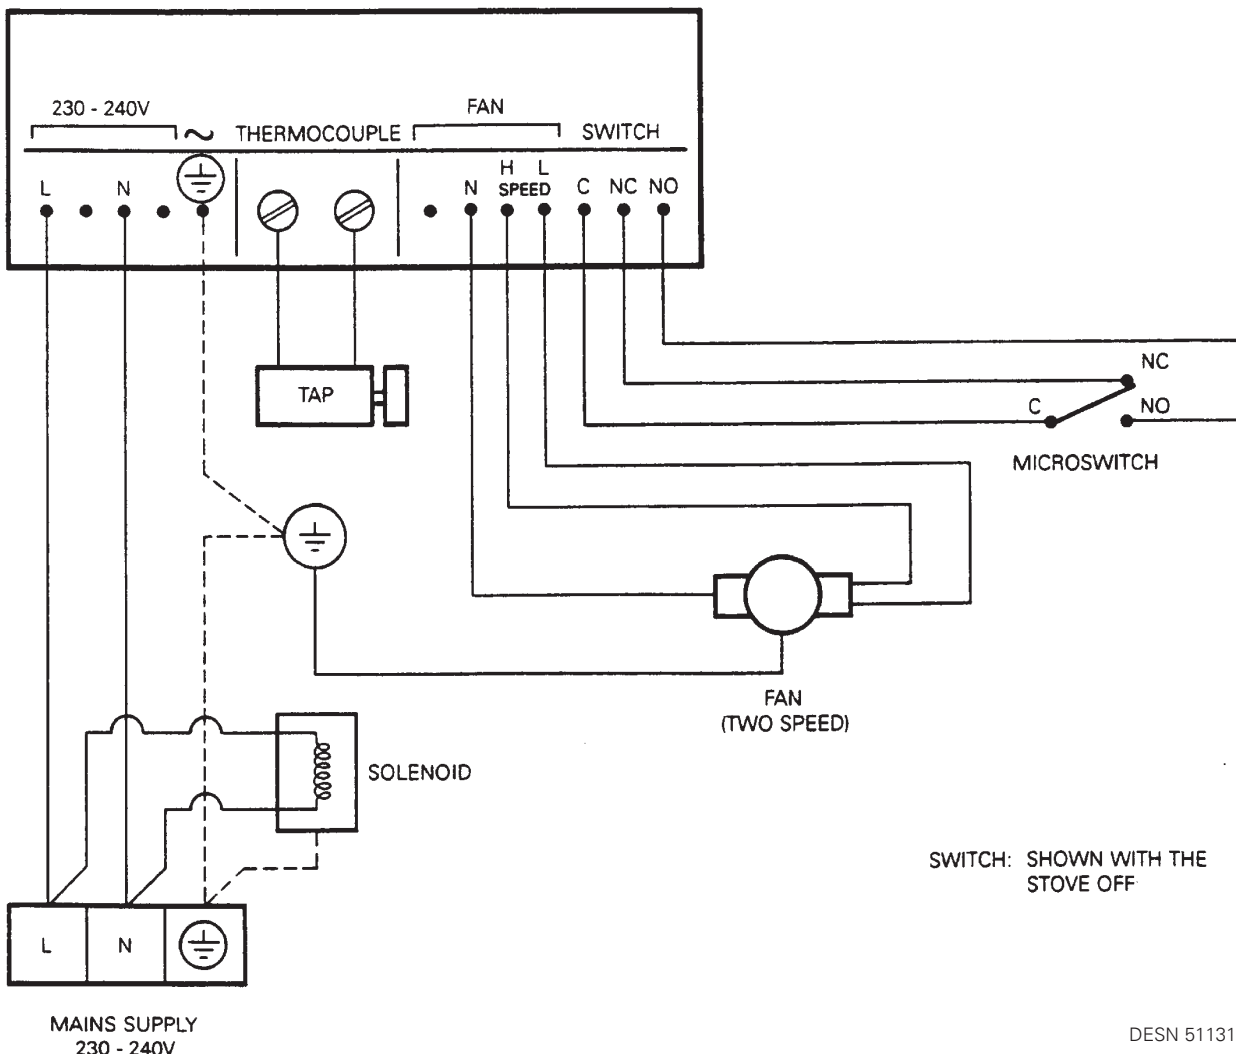 230 - 240V
FAN
~ THERMOCOUPLE SWITCH
H L
L N N SPEED C NC NO
TAP
NC
C NO
MICROSWITCH
FAN
(TWO SPEED)
SOLENOID
SWITCH: SHOWN WITH THE
STOVE OFF
L N
MAINS SUPPLY
230 - 240V
DESN 51131